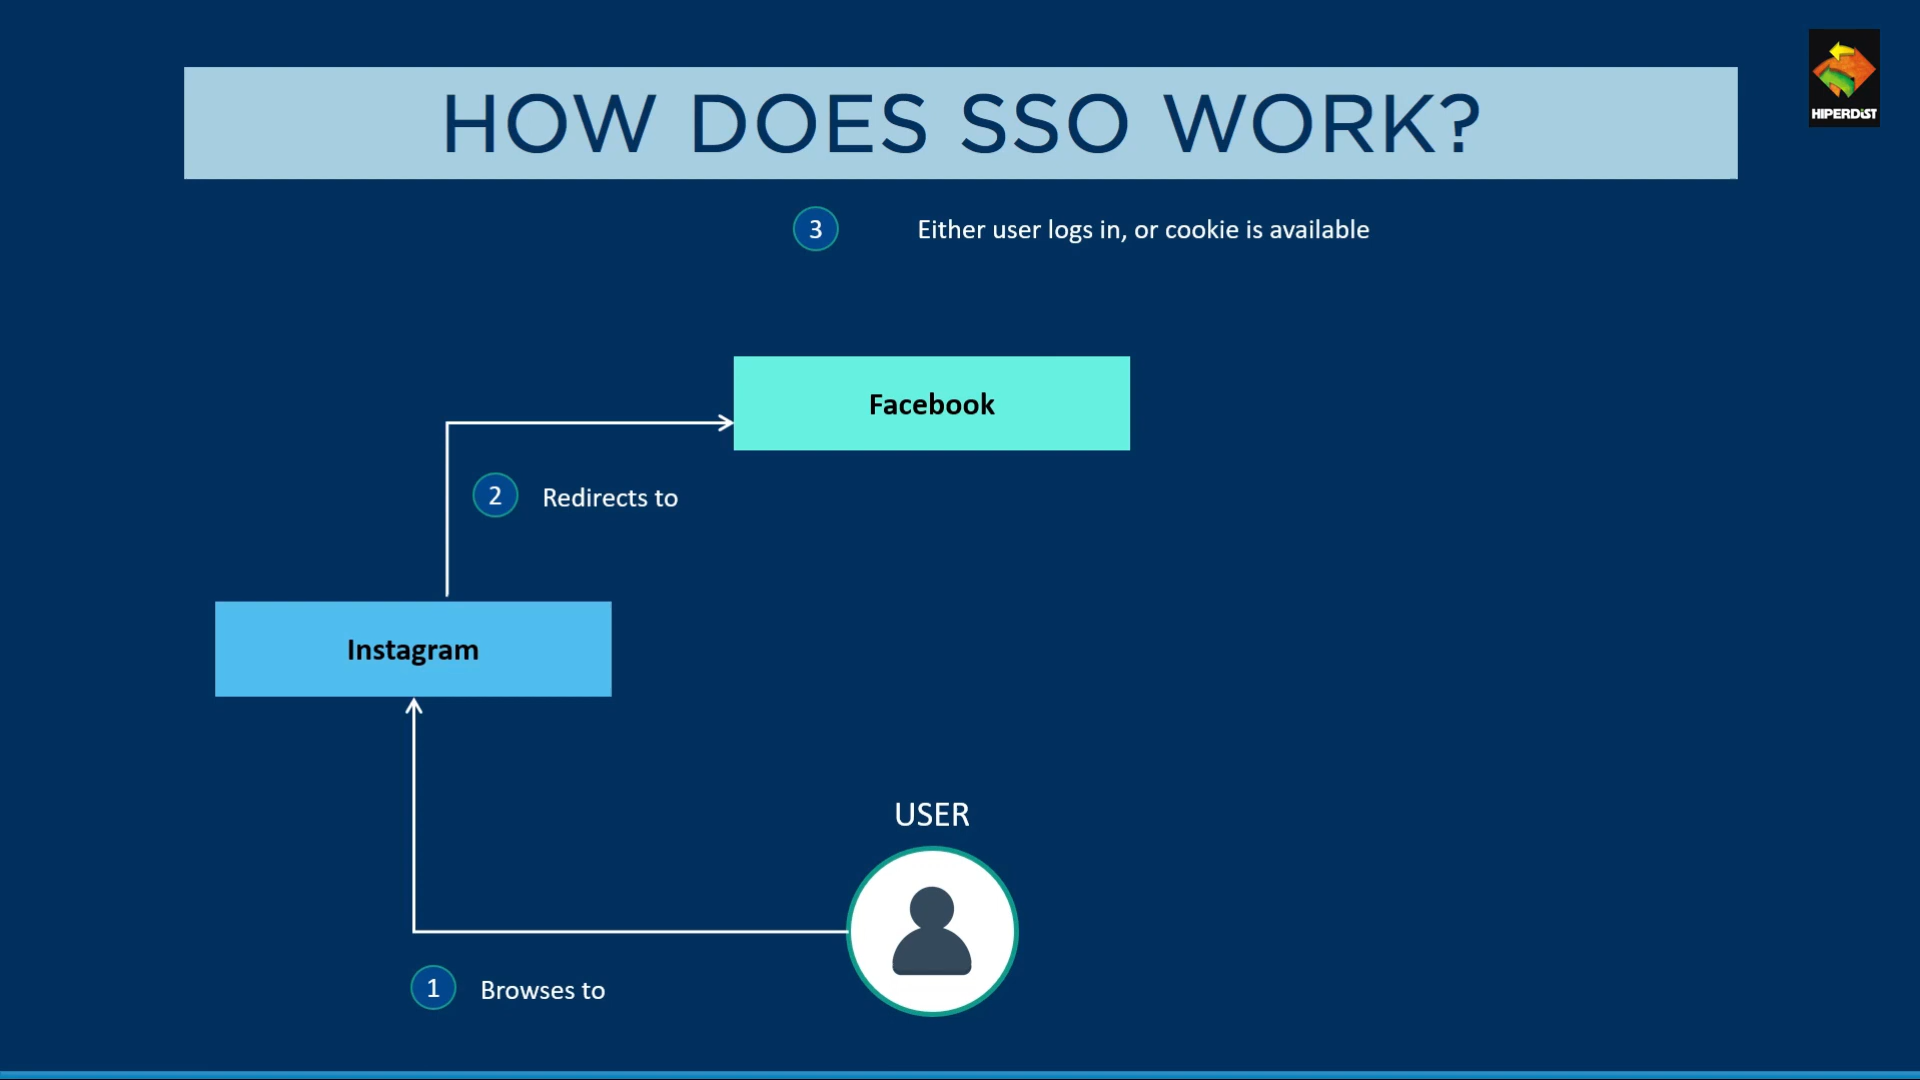 HOW DOES SSO WORK?
HIPERDIST
3 Either user logs in, or cookie is available
Facebook
2 Redirects to
Instagram
USER
1 Browses to